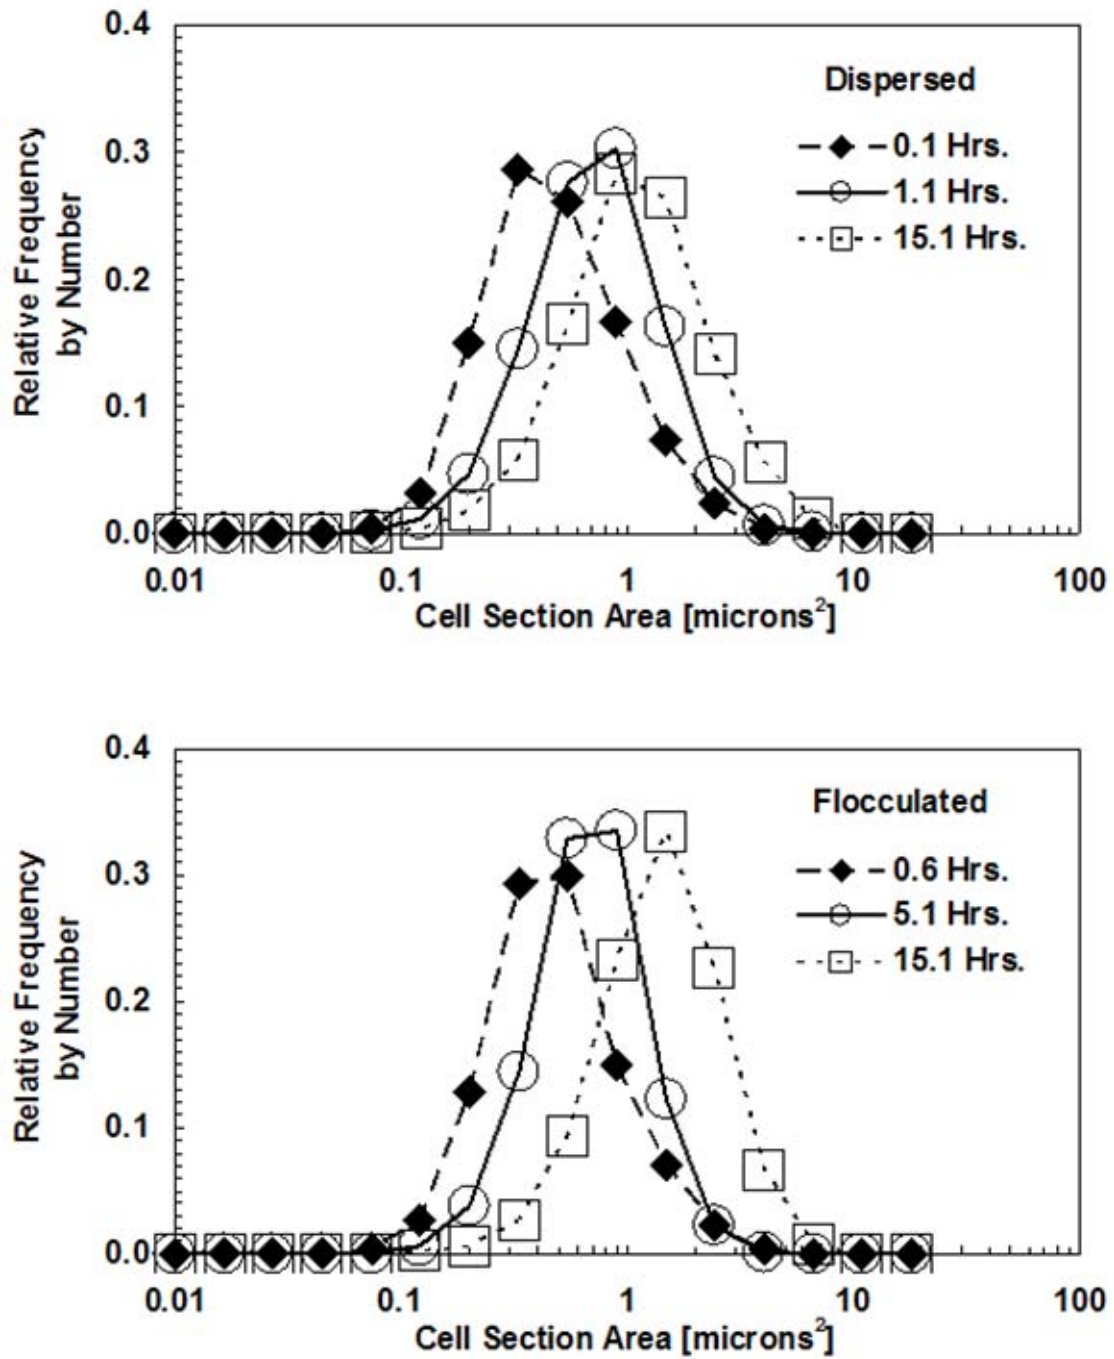 0.4
0.3
0.2
0.1
0.0
Relative Frequency
by Number
Dispersed
0.1 Hrs.
1.1 Hrs.
15.1 Hrs.
0.01 0.1 1 10 100
Cell Section Area [microns²]
0.4
0.3
0.2
0.1
0.0
Relative Frequency
by Number
Flocculated
0.6 Hrs.
5.1 Hrs.
15.1 Hrs.
0.01 0.1 1 10 100
Cell Section Area [microns²]